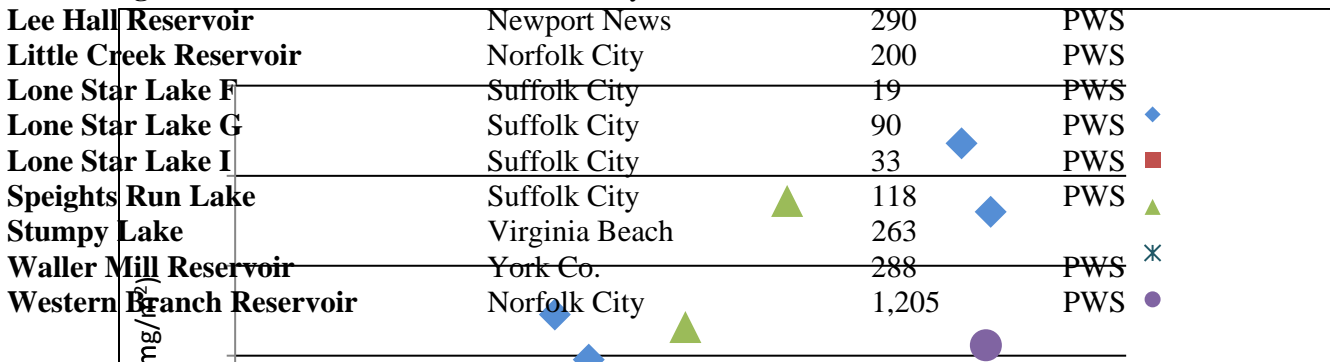 Lee Hall Reservoir Newport News 290 PWS
Little Creek Reservoir Norfolk City 200 PWS
Lone Star Lake F Suffolk City 19 PWS
Lone Star Lake G Suffolk City 90 PWS
Lone Star Lake I Suffolk City 33 PWS
Speights Run Lake Suffolk City 118 PWS
Stumpy Lake Virginia Beach 263
Waller Mill Reservoir York Co. 288 PWS
Western Branch Reservoir Norfolk City 1,205 PWS
mg/m²)